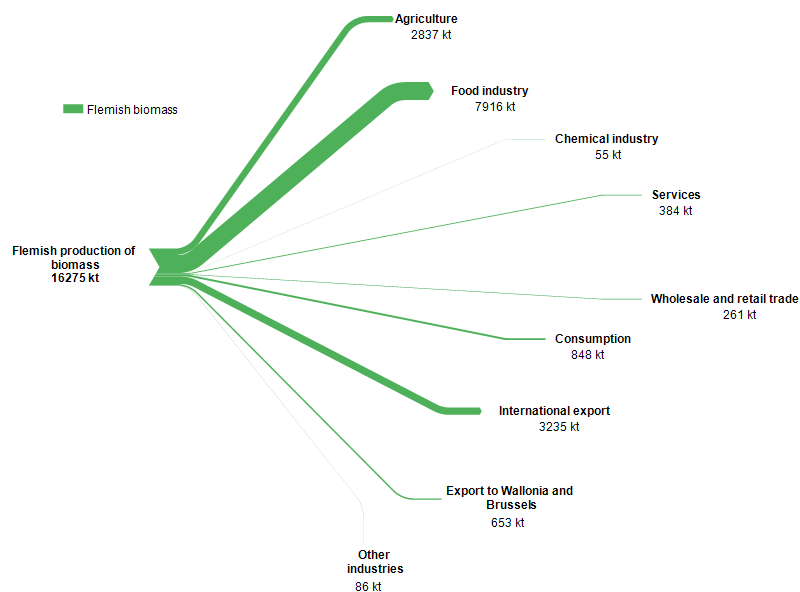 Agriculture
2837 kt
Food industry
7916 kt
Flemish biomass
Chemical industry
55 kt
Services
384 kt
Flemish production of
biomass
16275 kt
Wholesale and retail trade
261 kt
Consumption
848 kt
International export
3235 kt
Export to Wallonia and
Brussels
653 kt
Other
industries
86 kt